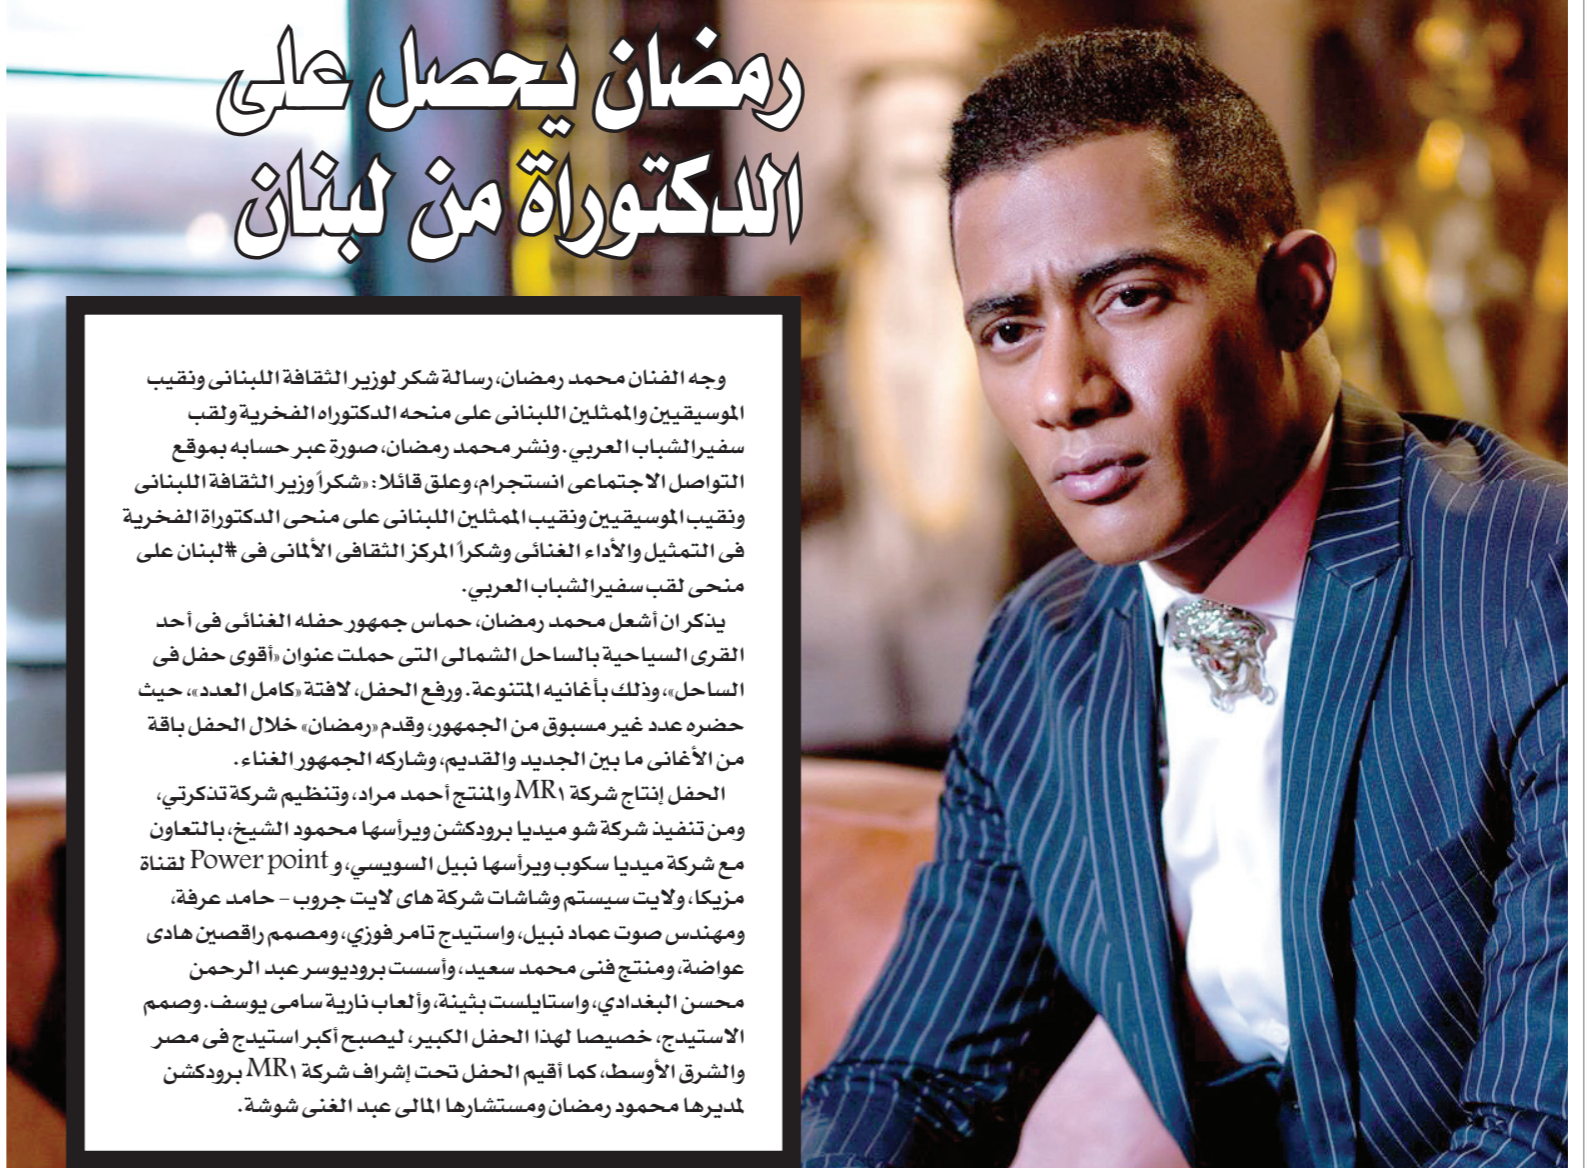 رمضان يحصل على
الدكتوراة من لبنان
وجه الفنان محمد رمضان، رسالة شكر لوزير الثقافة اللبنانى ونقيب
الموسيقيين والممثلين اللبنانى على منحه الدكتوراه الفخرية ولقب
سفير الشباب العربي. ونشر محمد رمضان، صورة عبر حسابه بموقع
التواصل الاجتماعى انستجرام، وعلق قائلا: «شكراً وزير الثقافة اللبنانى
ونقيب الموسيقيين ونقيب الممثلين اللبنانى على منحى الدكتوراة الفخرية
فى التمثيل والأداء الغنائى وشكراً المركز الثقافى الألمانى فى #لبنان على
منحى لقب سفير الشباب العربي.
يذكر ان أشعل محمد رمضان، حماس جمهور حفله الغنائى فى أحد
القرى السياحية بالساحل الشمالى التى حملت عنوان «أقوى حفل فى
الساحل»، وذلك بأغانيه المتنوعة. ورفع الحفل، لافتة «كامل العدد»، حيث
حضره عدد غير مسبوق من الجمهور، وقدم «رمضان» خلال الحفل باقة
من الأغانى ما بين الجديد والقديم، وشاركه الجمهور الغناء.
الحفل إنتاج شركة MR١ والمنتج أحمد مراد، وتنظيم شركة تذكرتي،
ومن تنفيذ شركة شو ميديا برودكشن ويرأسها محمود الشيخ، بالتعاون
مع شركة ميديا سكوب ويرأسها نبيل السويسي، و Power point لقناة
مزيكا، ولايت سيستم وشاشات شركة هاى لايت جروب - حامد عرفة،
ومهندس صوت عماد نبيل، واستيدج تامر فوزي، ومصمم راقصين هادى
عواضة، ومنتج فنى محمد سعيد، وأسست بروديوسر عبد الرحمن
محسن البغدادي، واستايلست بثينة، وألعاب نارية سامى يوسف. وصمم
الاستيدج، خصيصا لهذا الحفل الكبير، ليصبح أكبر استيدج فى مصر
والشرق الأوسط، كما أقيم الحفل تحت إشراف شركة MR١ برودكشن
لمديرها محمود رمضان ومستشارها المالى عبد الغنى شوشة.